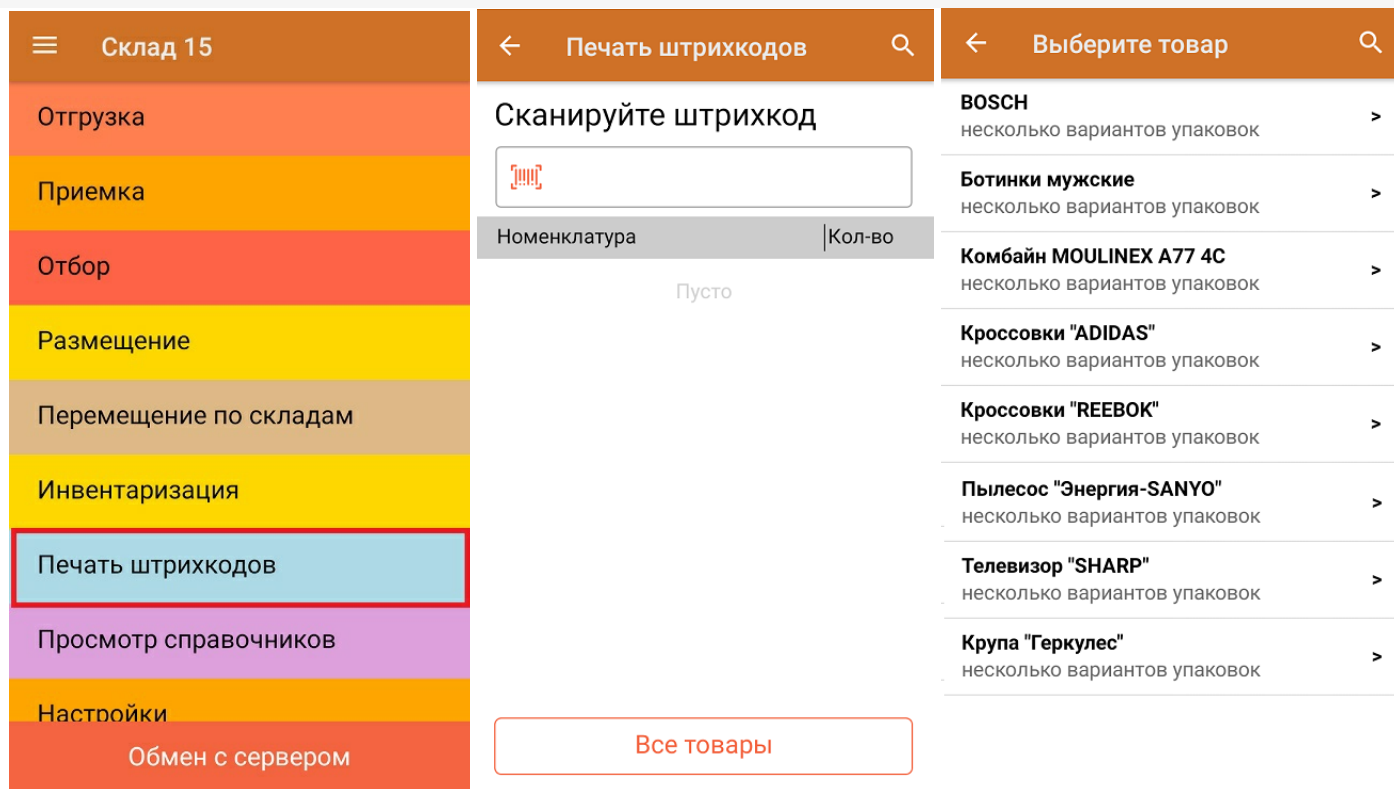 Склад 15
Отгрузка
Приемка
Отбор
Размещение
Перемещение по складам
Инвентаризация
Печать штрихкодов
Просмотр справочников
Настройки
Обмен с сервером
Печать штрихкодов
Сканируйте штрихкод
Номенклатура Кол-во
Пусто
Все товары
Выберите товар
BOSCH
несколько вариантов упаковок
>
Ботинки мужские
несколько вариантов упаковок
>
Комбайн MOULINEX A77 4C
несколько вариантов упаковок
>
Кроссовки "ADIDAS"
несколько вариантов упаковок
>
Кроссовки "REEBOK"
несколько вариантов упаковок
>
Пылесос "Энергия-SANYO"
несколько вариантов упаковок
>
Телевизор "SHARP"
несколько вариантов упаковок
>
Крупа "Геркулес"
несколько вариантов упаковок
>